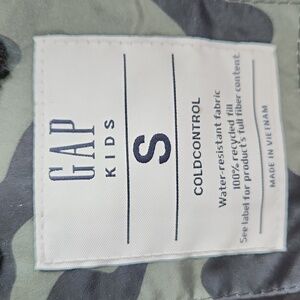 GAP
KIDS
S
COLDCONTROL
Water-resistant fabric
100% recycled fill
See label for product's full fiber content
MADE IN VIETNAM